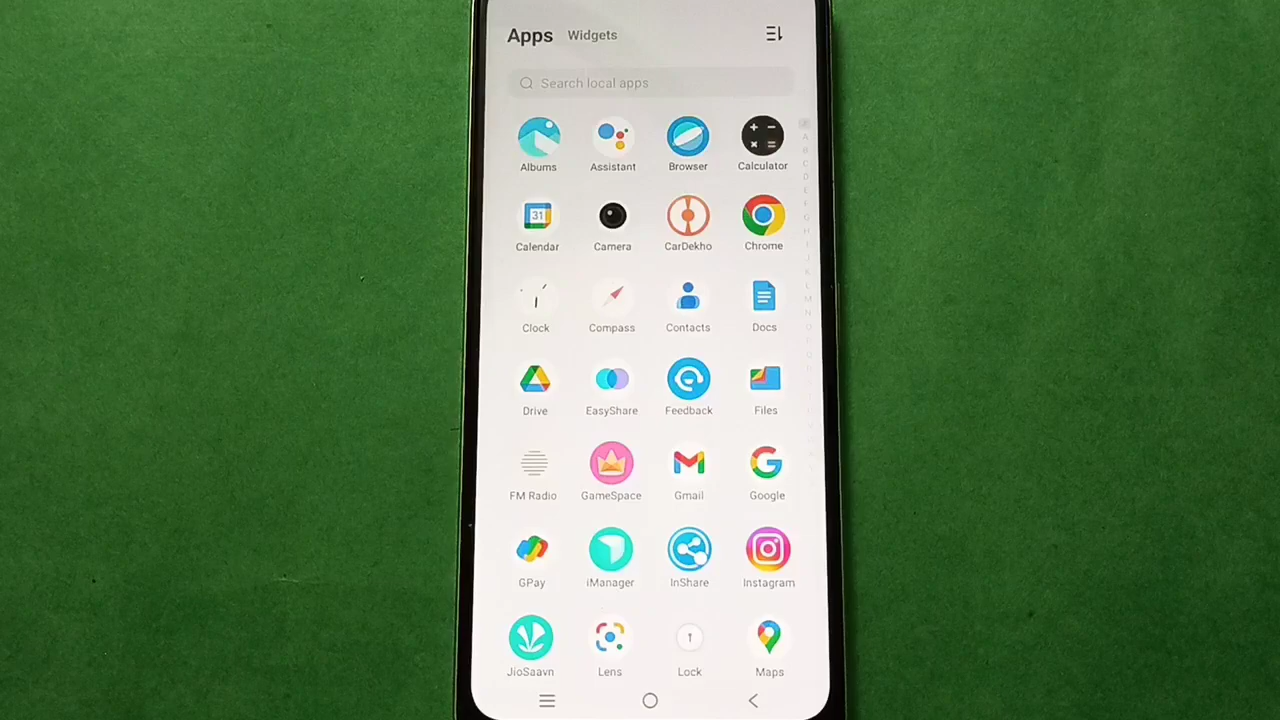 Apps Widgets
Search local apps
Albums Assistant Browser Calculator
31
Calendar Camera CarDekho Chrome
Clock Compass Contacts Docs
Drive EasyShare Feedback Files
FM Radio GameSpace Gmail Google
GPay iManager InShare Instagram
JioSaavn Lens Lock Maps